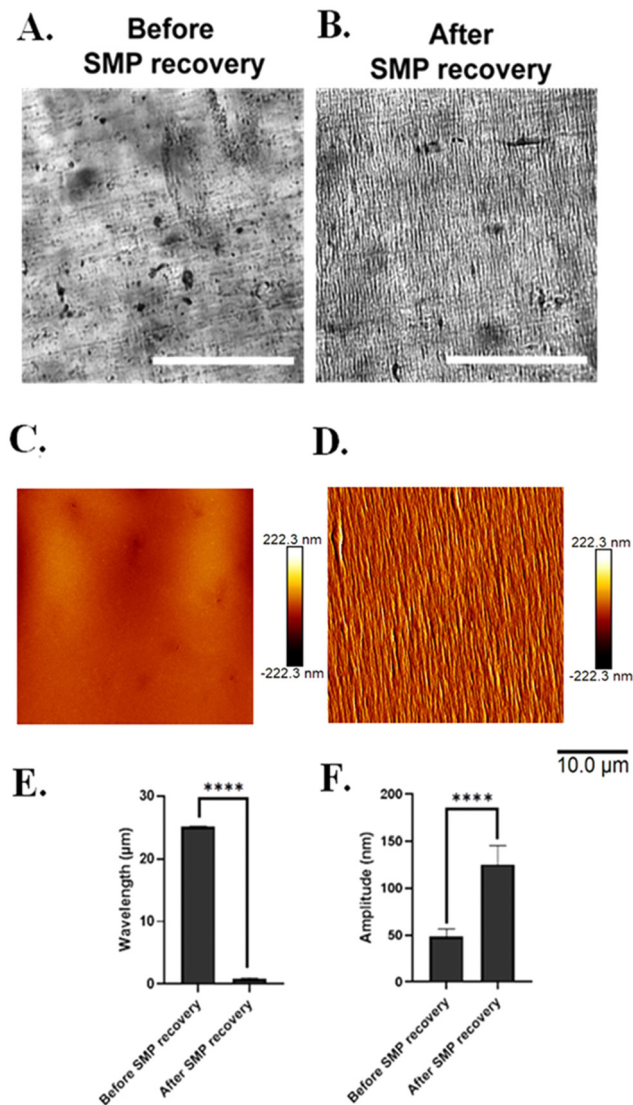 A.
Before
SMP recovery
B.
After
SMP recovery
C.
222.3 nm
-222.3 nm
D.
222.3 nm
-222.3 nm
10.0 µm
E.
****
Wavelength (µm)
30
20
10
0
Before SMP recovery
After SMP recovery
F.
****
Amplitude (nm)
200
150
100
50
0
Before SMP recovery
After SMP recovery